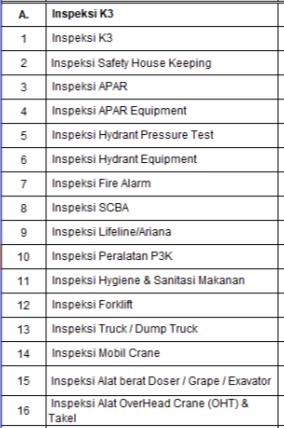 A. Inspeksi K3
1 Inspeksi K3
2 Inspeksi Safety House Keeping
3 Inspeksi APAR
4 Inspeksi APAR Equipment
5 Inspeksi Hydrant Pressure Test
6 Inspeksi Hydrant Equipment
7 Inspeksi Fire Alarm
8 Inspeksi SCBA
9 Inspeksi Lifeline/Ariana
10 Inspeksi Peralatan P3K
11 Inspeksi Hygiene & Sanitasi Makanan
12 Inspeksi Forklift
13 Inspeksi Truck / Dump Truck
14 Inspeksi Mobil Crane
15 Inspeksi Alat berat Doser / Grape / Exavator
16 Inspeksi Alat OverHead Crane (OHT) &
Takel